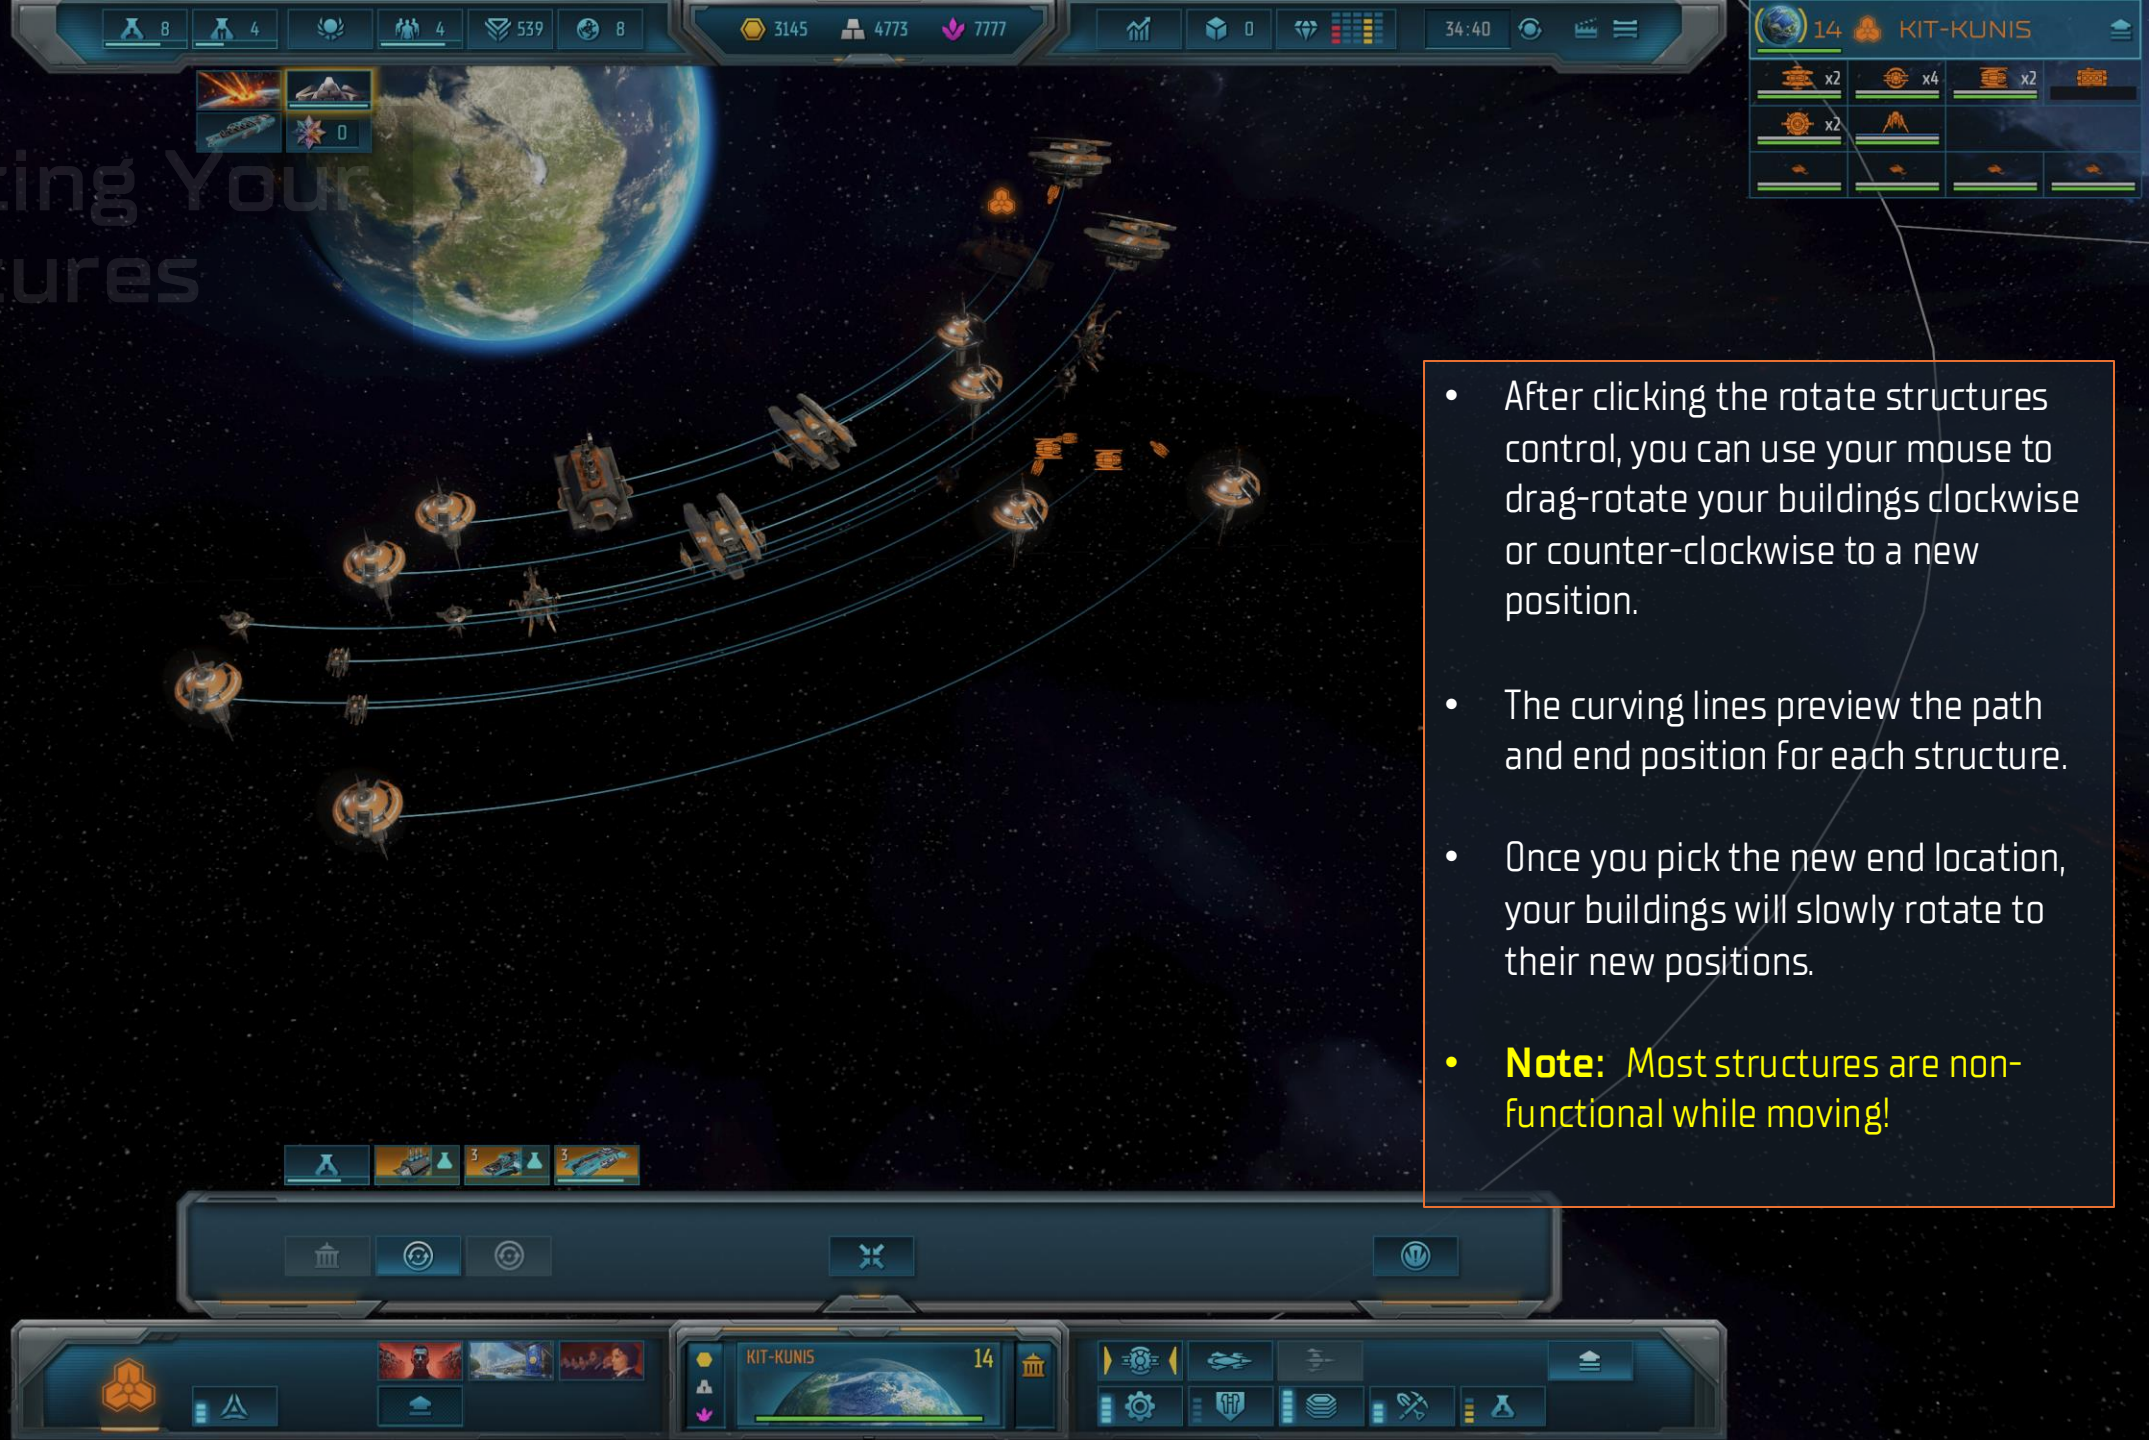 8 4 4 539 8 3145 4773 7777 0 34:40
14 KIT-KUNIS
x2 x4 x2
x2
0
Your
• After clicking the rotate structures
control, you can use your mouse to
drag-rotate your buildings clockwise
or counter-clockwise to a new
position.
• The curving lines preview the path
and end position for each structure.
• Once you pick the new end location,
your buildings will slowly rotate to
their new positions.
• Note: Most structures are non-
functional while moving!
3 3
KIT-KUNIS 14